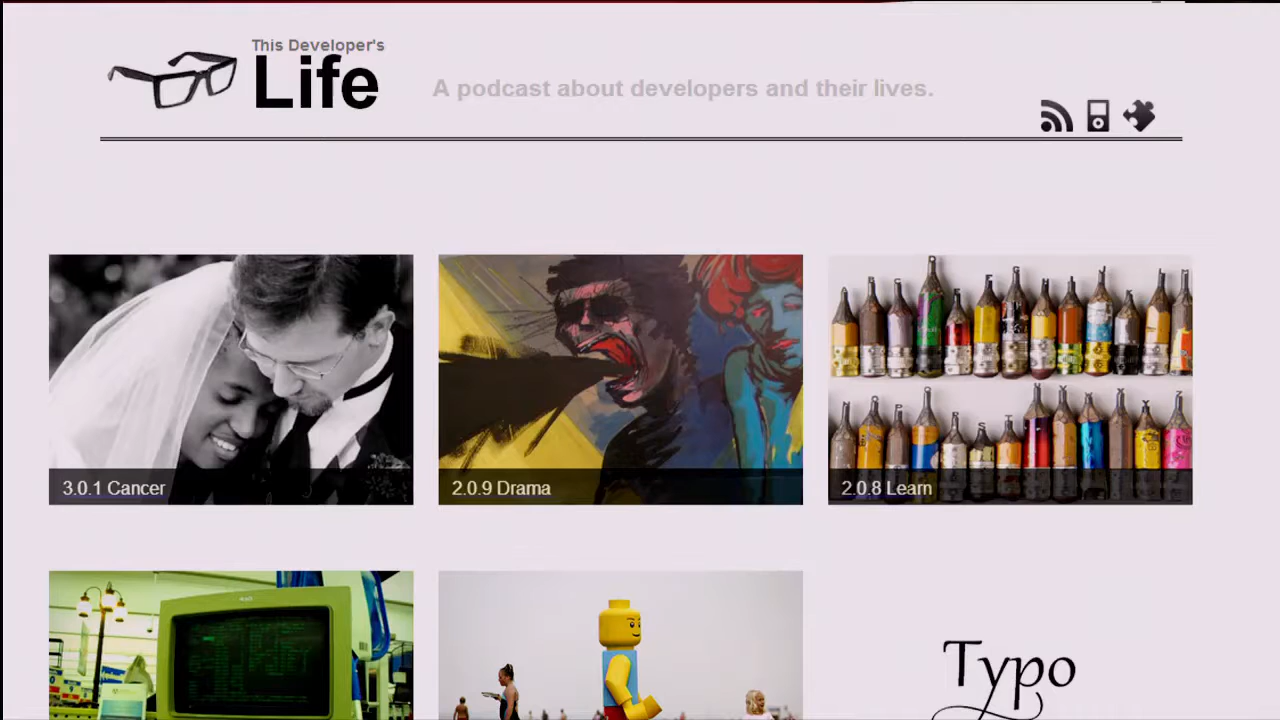 This Developer's
Life
A podcast about developers and their lives.
3.0.1 Cancer
2.0.9 Drama
2.0.8 Learn
Typo